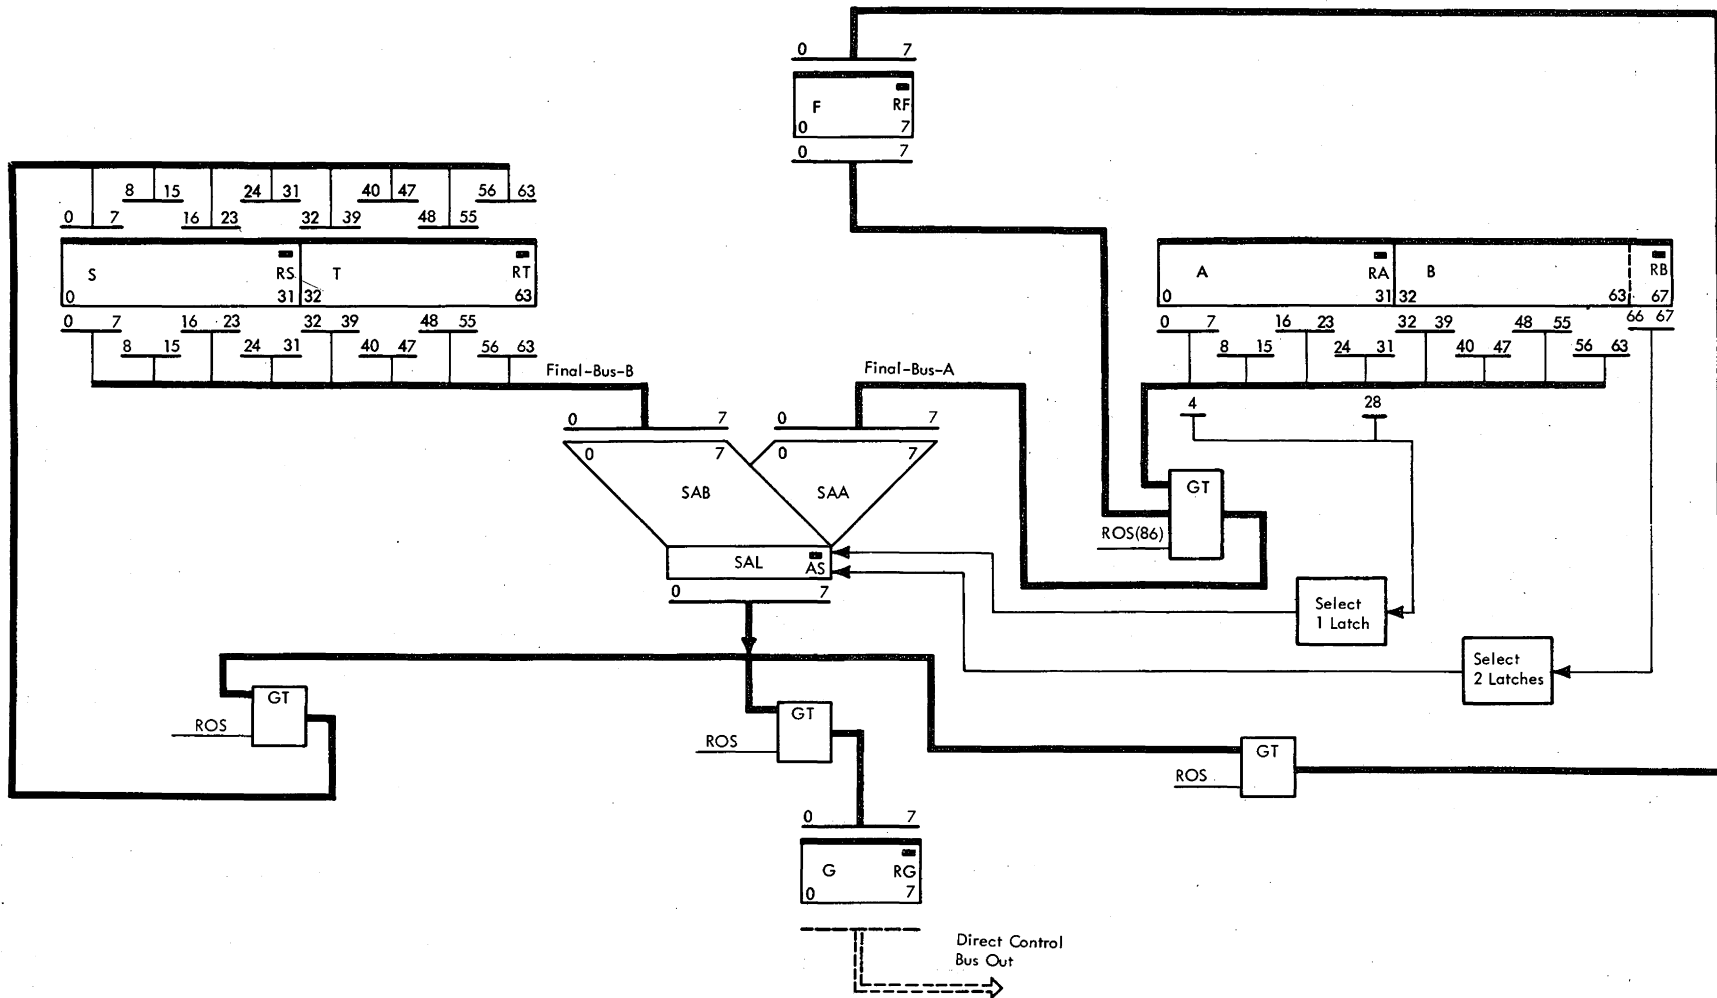 0 7
F RF
0 7
0 7
8 15 24 31 40 47 56 63
0 7 16 23 32 39 48 55
S RS T RT
0 31 32 63
0 7 16 23 32 39 48 55
8 15 24 31 40 47 56 63
A RA B RB
0 31 32 63 67
0 7 16 23 32 39 48 55 66 67
8 15 24 31 40 47 56 63
4 28
Final-Bus-B
Final-Bus-A
0 7 0 7
0 7 0 7
SAB SAA
SAL AS
0 7
GT
ROS(86)
Select
1 Latch
Select
2 Latches
GT
ROS
GT
ROS
GT
ROS
0 7
G RG
0 7
Direct Control
Bus Out